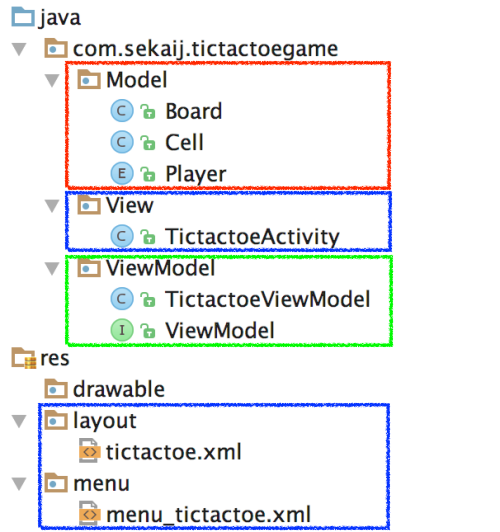 java
com.sekaij.tictactoegame
Model
C Board
C Cell
E Player
View
C TictactoeActivity
ViewModel
C TictactoeViewModel
I ViewModel
res
drawable
layout
tictactoe.xml
menu
menu_tictactoe.xml